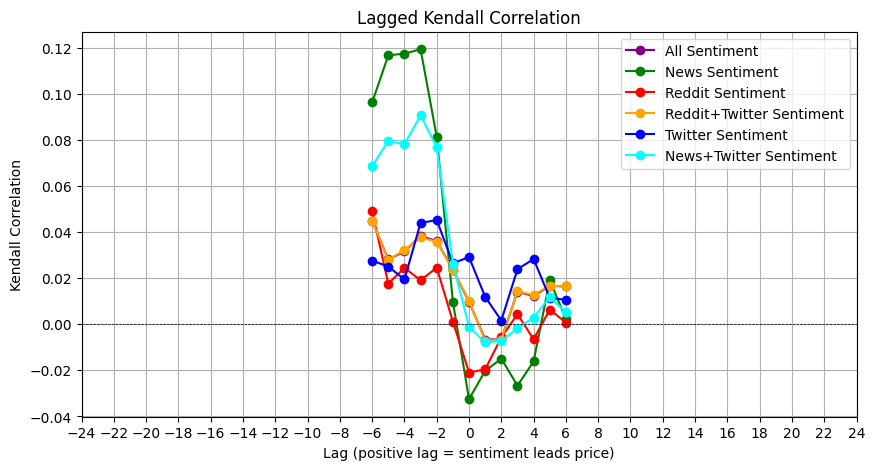 Lagged Kendall Correlation
All Sentiment
News Sentiment
Reddit Sentiment
Reddit+Twitter Sentiment
Twitter Sentiment
News+Twitter Sentiment
Kendall Correlation
0.12
0.10
0.08
0.06
0.04
0.02
0.00
−0.02
−0.04
−24 −22 −20 −18 −16 −14 −12 −10 −8 −6 −4 −2 0 2 4 6 8 10 12 14 16 18 20 22 24
Lag (positive lag = sentiment leads price)